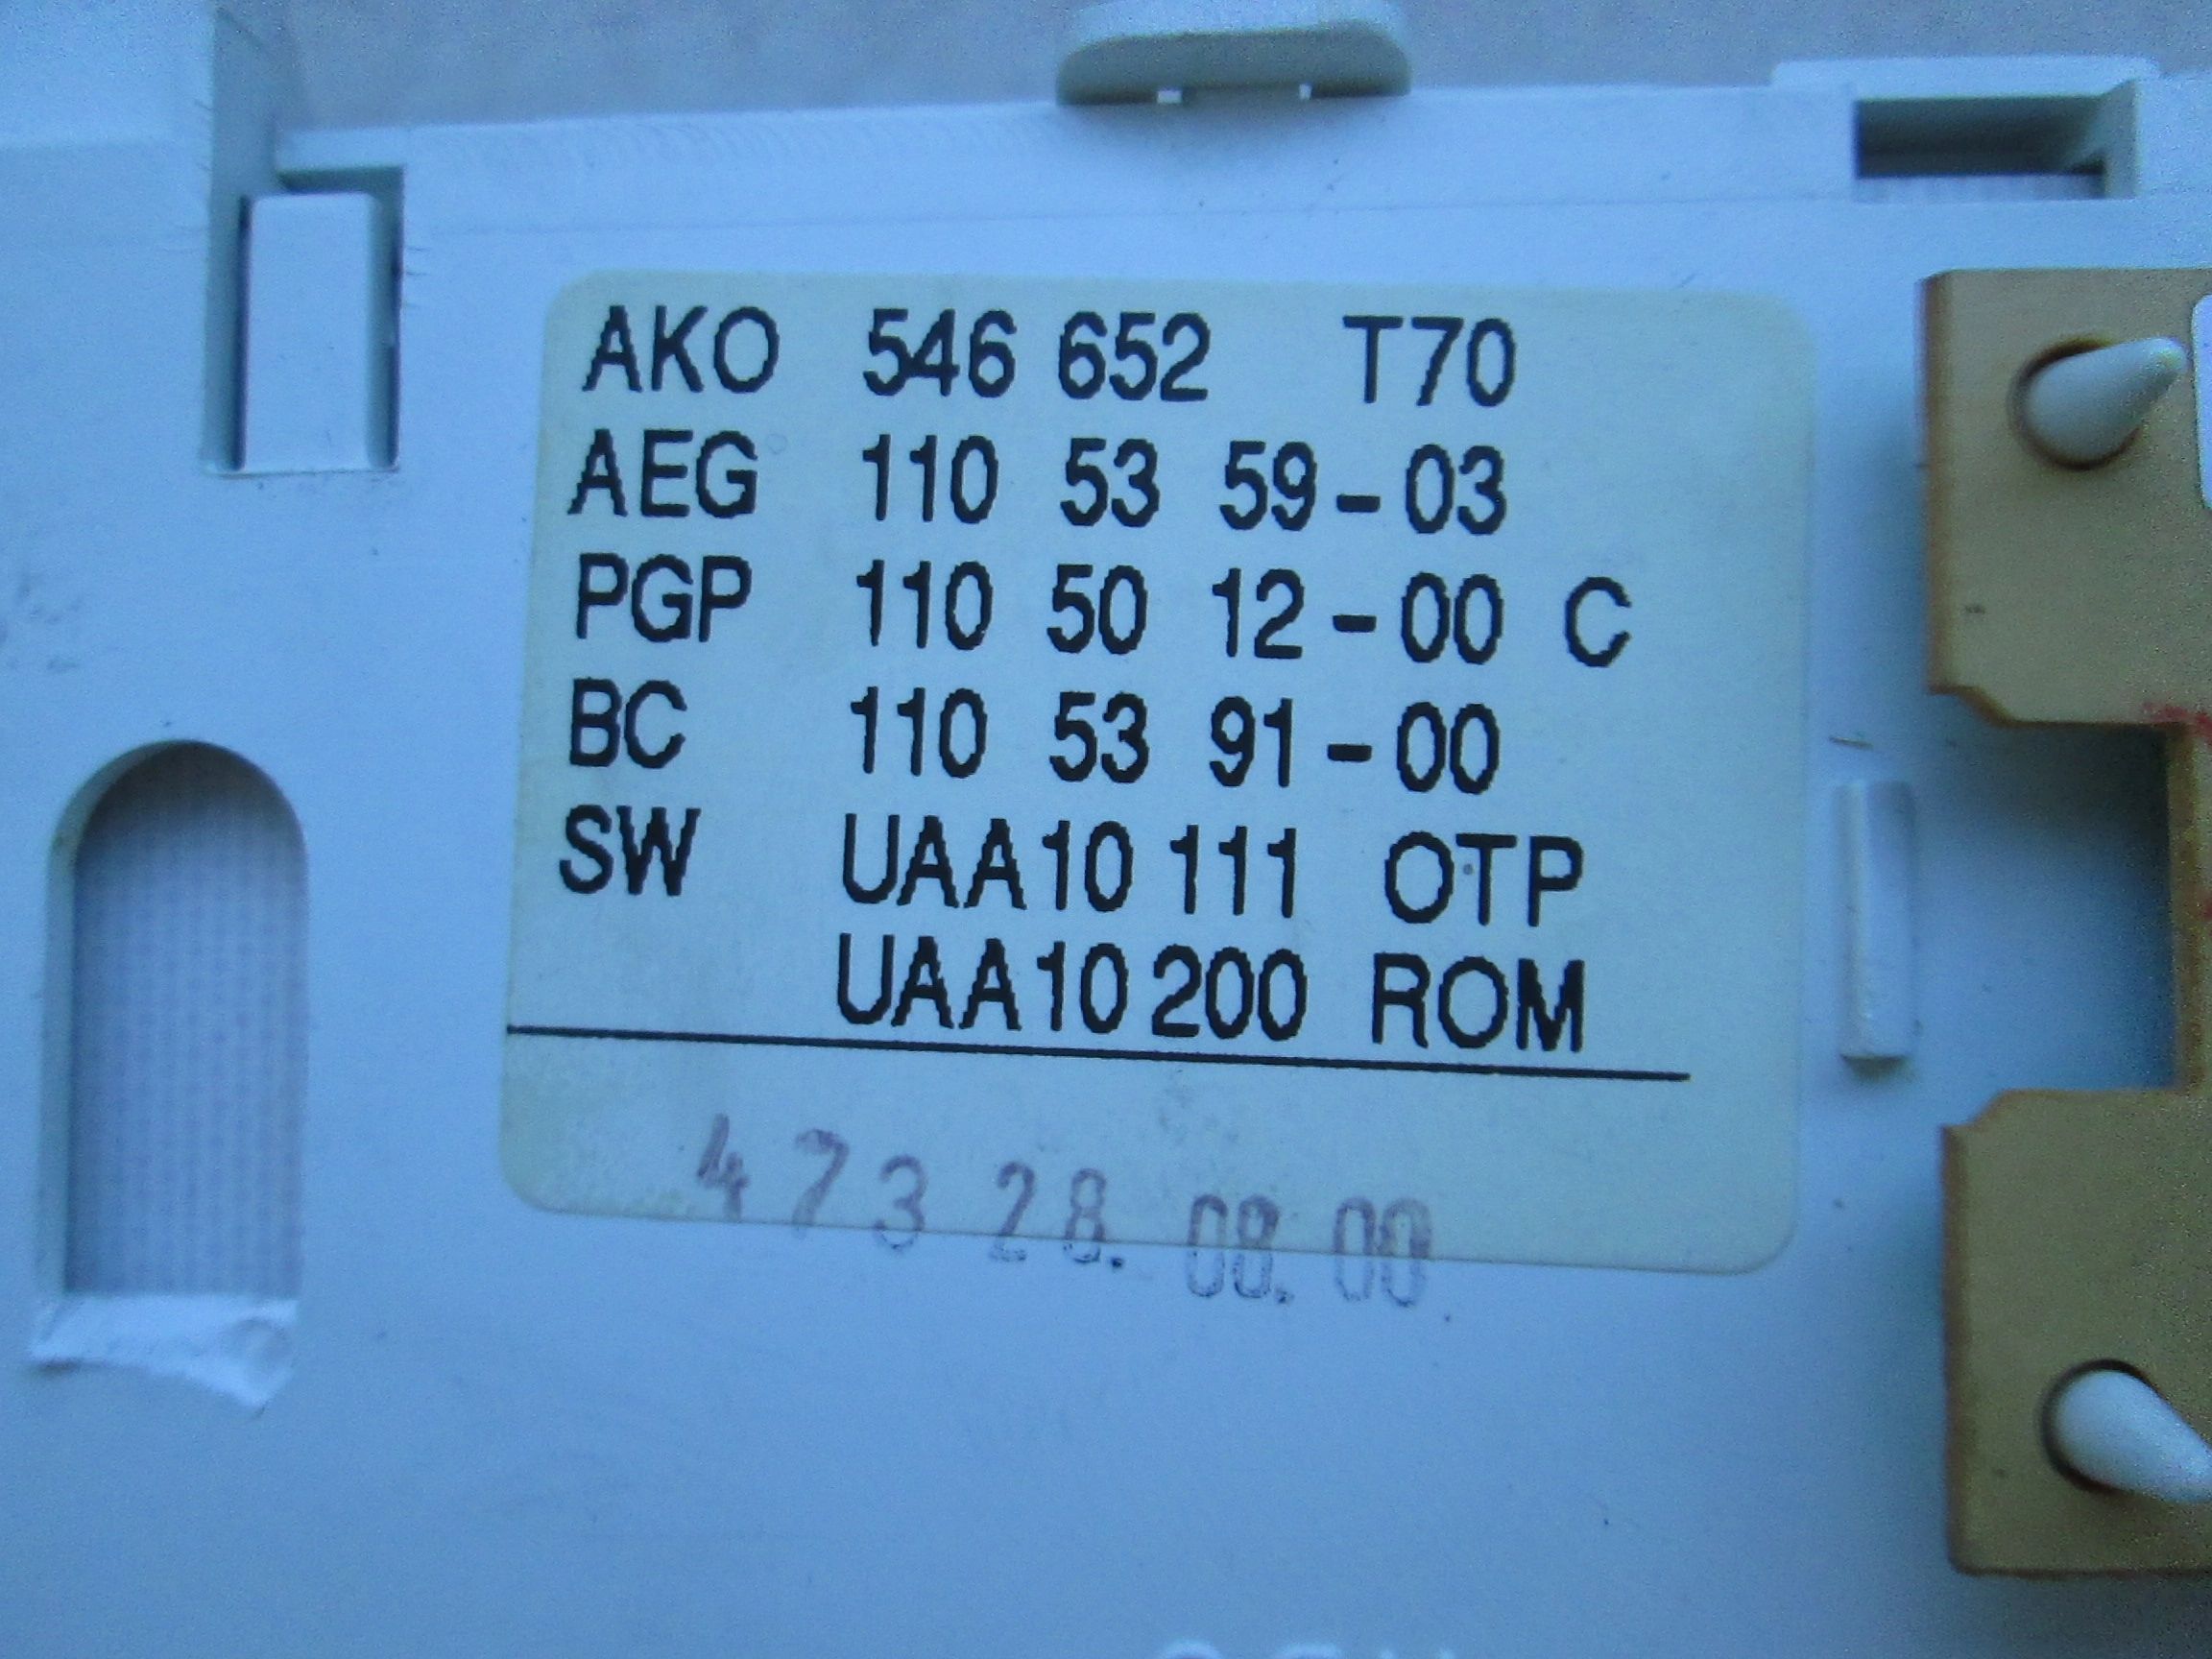 AKO 546 652 T70
AEG 110 53 59-03
PGP 110 50 12-00 C
BC 110 53 91-00
SW UAA10 111 OTP
UAA10 200 ROM
473 28. 08. 00